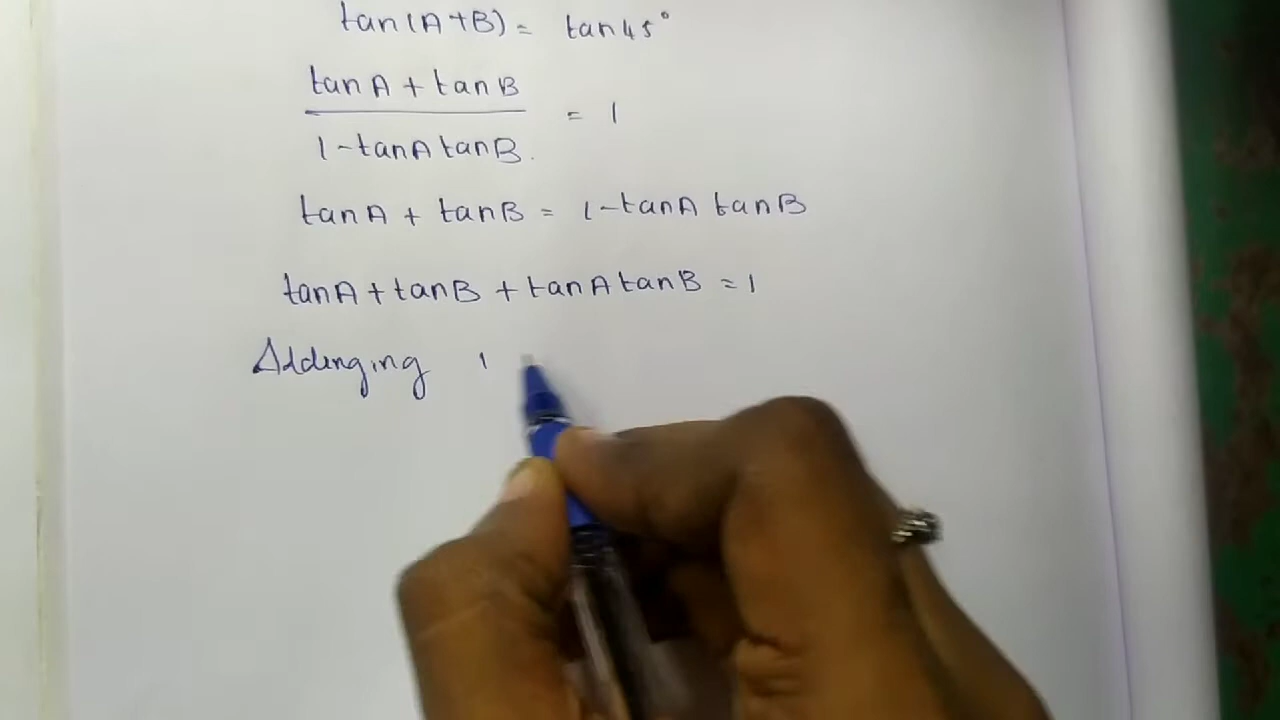 tan(A+B) = tan45°
tanA + tanB
1-tanA tanB. = 1
tanA + tanB = 1-tanA tanB
tanA + tanB + tanA tanB = 1
Addinging 1